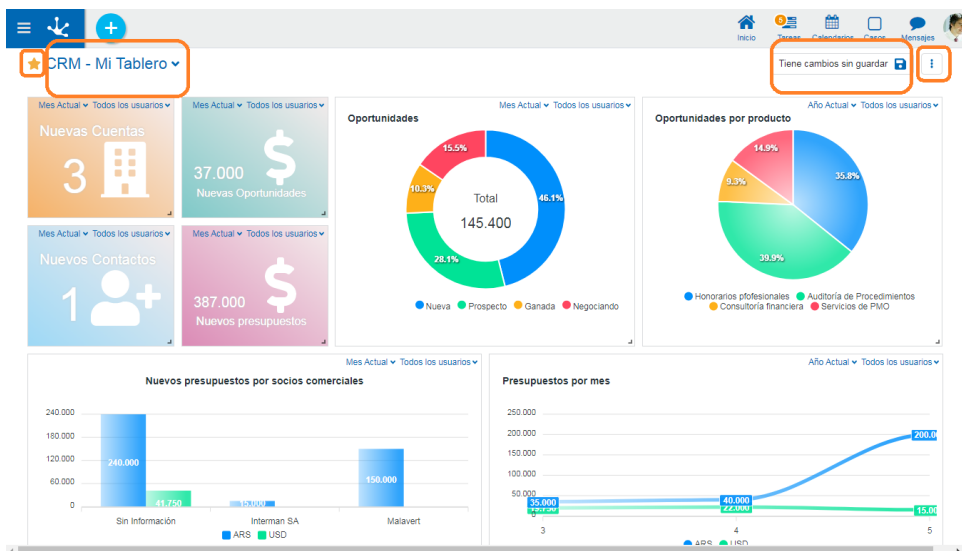 5
Inicio Tareas Calendarios Casos Mensajes
CRM - Mi Tablero
Tiene cambios sin guardar
Mes Actual Todos los usuarios
Nuevas Cuentas
3
Mes Actual Todos los usuarios
37.000
Nuevas Oportunidades
Mes Actual Todos los usuarios
Nuevos Contactos
1
Mes Actual Todos los usuarios
387.000
Nuevos presupuestos
Mes Actual Todos los usuarios
Oportunidades
15.5%
10.3%
46.1%
28.1%
Total
145.400
Nueva Prospecto Ganada Negociando
Año Actual Todos los usuarios
Oportunidades por producto
14.9%
35.8%
9.3%
39.9%
Honorarios pfofesionales Auditoría de Procedimientos
Consultoría financiera Servicios de PMO
Mes Actual Todos los usuarios
Nuevos presupuestos por socios comerciales
240.000
180.000
120.000
60.000
0
240.000
41.750
15.000
150.000
Sin Información Interman SA Malavert
ARS USD
Año Actual Todos los usuarios
Presupuestos por mes
250.000
200.000
150.000
100.000
50.000
0
200.0
35.000
40.000
19.750
22.000
15.00
3 4 5
ARS USD